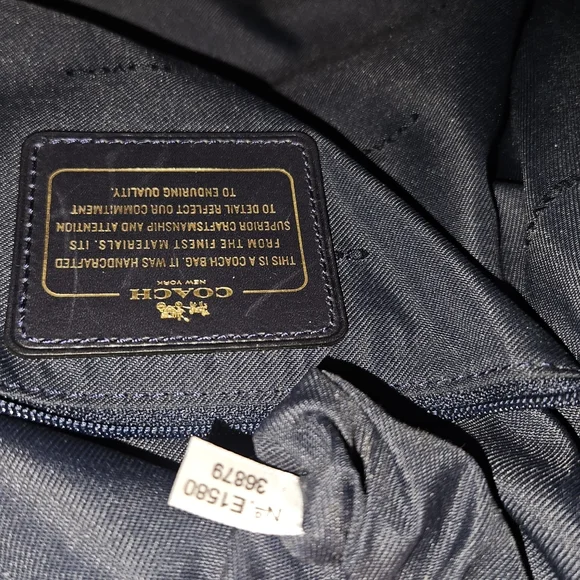 COACH
NEW YORK
THIS IS A COACH BAG. IT WAS HANDCRAFTED
FROM THE FINEST MATERIALS. ITS
SUPERIOR CRAFTSMANSHIP AND ATTENTION
TO DETAIL REFLECT OUR COMMITMENT
TO ENDURING QUALITY.
E1580
36879